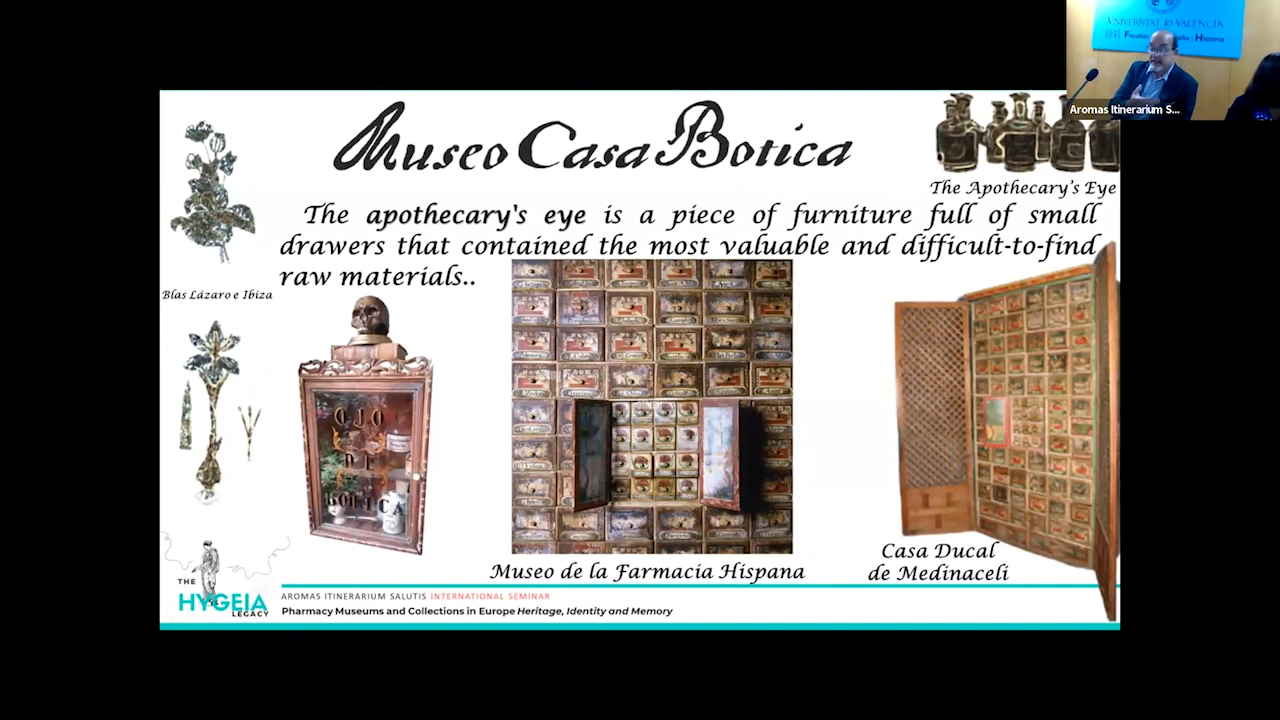 UNIVERSITAT DE VALÈNCIA
Història
Aromas Itinerarium S...
Museo Casa Botica
The Apothecary's Eye
The apothecary's eye is a piece of furniture full of small
drawers that contained the most valuable and difficult-to-find
raw materials..
Blas Lázaro e Ibiza
OJO
DE
BOTICA
Museo de la Farmacia Hispana
Casa Ducal
de Medinaceli
THE
HYGEIA
LEGACY
AROMAS ITINERARIUM SALUTIS INTERNATIONAL SEMINAR
Pharmacy Museums and Collections in Europe Heritage, Identity and Memory